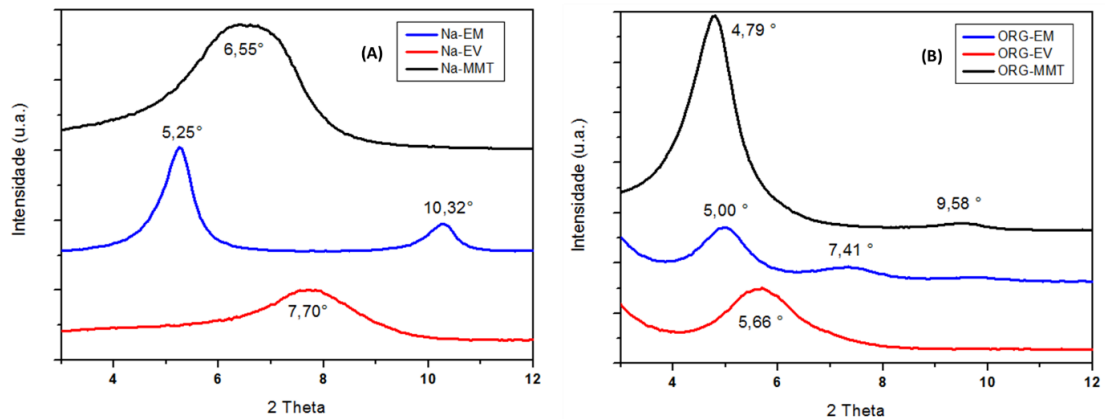 (A)
Na-EM
Na-EV
Na-MMT
6,55°
5,25°
10,32°
7,70°
Intensidade (u.a.)
4
6
8
10
12
2 Theta
(B)
ORG-EM
ORG-EV
ORG-MMT
4,79 °
9,58 °
5,00 °
7,41 °
5,66 °
Intensidade (u.a.)
4
6
8
10
12
2 Theta